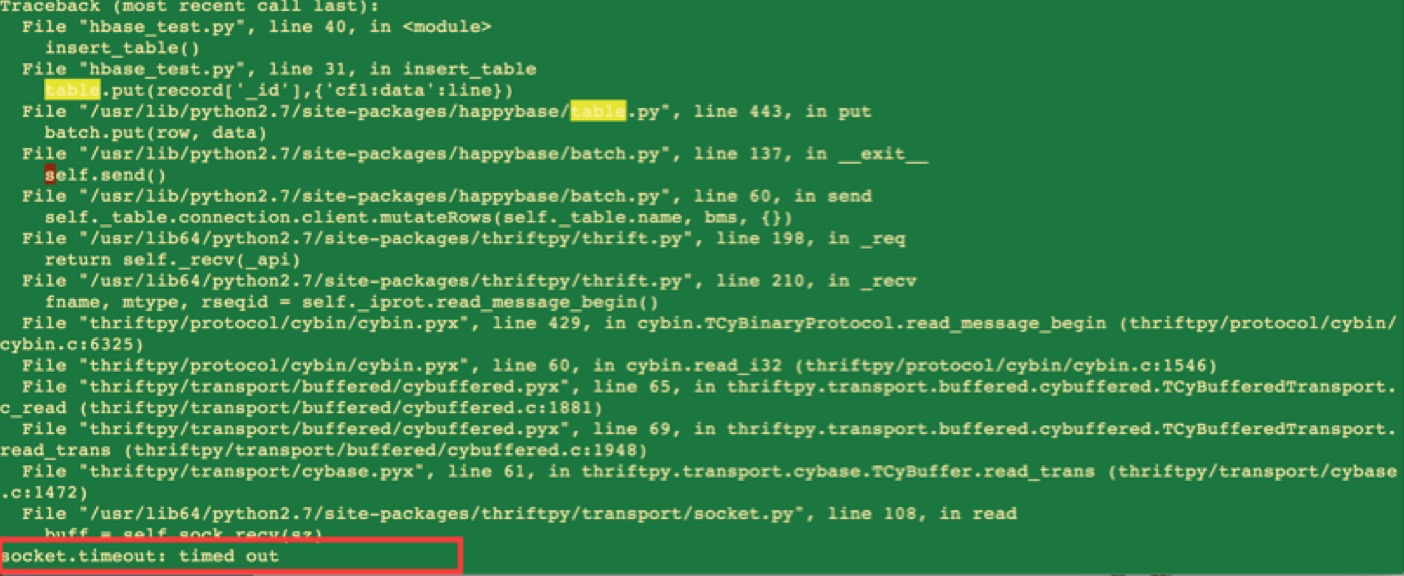 Traceback (most recent call last):
  File "hbase_test.py", line 40, in <module>
    insert_table()
  File "hbase_test.py", line 31, in insert_table
    table.put(record['_id'],{'cf1:data':line})
  File "/usr/lib/python2.7/site-packages/happybase/table.py", line 443, in put
    batch.put(row, data)
  File "/usr/lib/python2.7/site-packages/happybase/batch.py", line 137, in __exit__
    self.send()
  File "/usr/lib/python2.7/site-packages/happybase/batch.py", line 60, in send
    self._table.connection.client.mutateRows(self._table.name, bms, {})
  File "/usr/lib64/python2.7/site-packages/thriftpy/thrift.py", line 198, in _req
    return self._recv(_api)
  File "/usr/lib64/python2.7/site-packages/thriftpy/thrift.py", line 210, in _recv
    fname, mtype, rseqid = self._iprot.read_message_begin()
  File "thriftpy/protocol/cybin/cybin.pyx", line 429, in cybin.TCyBinaryProtocol.read_message_begin (thriftpy/protocol/cybin/
cybin.c:6325)
  File "thriftpy/protocol/cybin/cybin.pyx", line 60, in cybin.read_i32 (thriftpy/protocol/cybin/cybin.c:1546)
  File "thriftpy/transport/buffered/cybuffered.pyx", line 65, in thriftpy.transport.buffered.cybuffered.TCyBufferedTransport.
c_read (thriftpy/transport/buffered/cybuffered.c:1881)
  File "thriftpy/transport/buffered/cybuffered.pyx", line 69, in thriftpy.transport.buffered.cybuffered.TCyBufferedTransport.
read_trans (thriftpy/transport/buffered/cybuffered.c:1948)
  File "thriftpy/transport/cybase.pyx", line 61, in thriftpy.transport.cybase.TCyBuffer.read_trans (thriftpy/transport/cybase
.c:1472)
  File "/usr/lib64/python2.7/site-packages/thriftpy/transport/socket.py", line 108, in read
    buff = self.sock.recv(sz)
socket.timeout: timed out